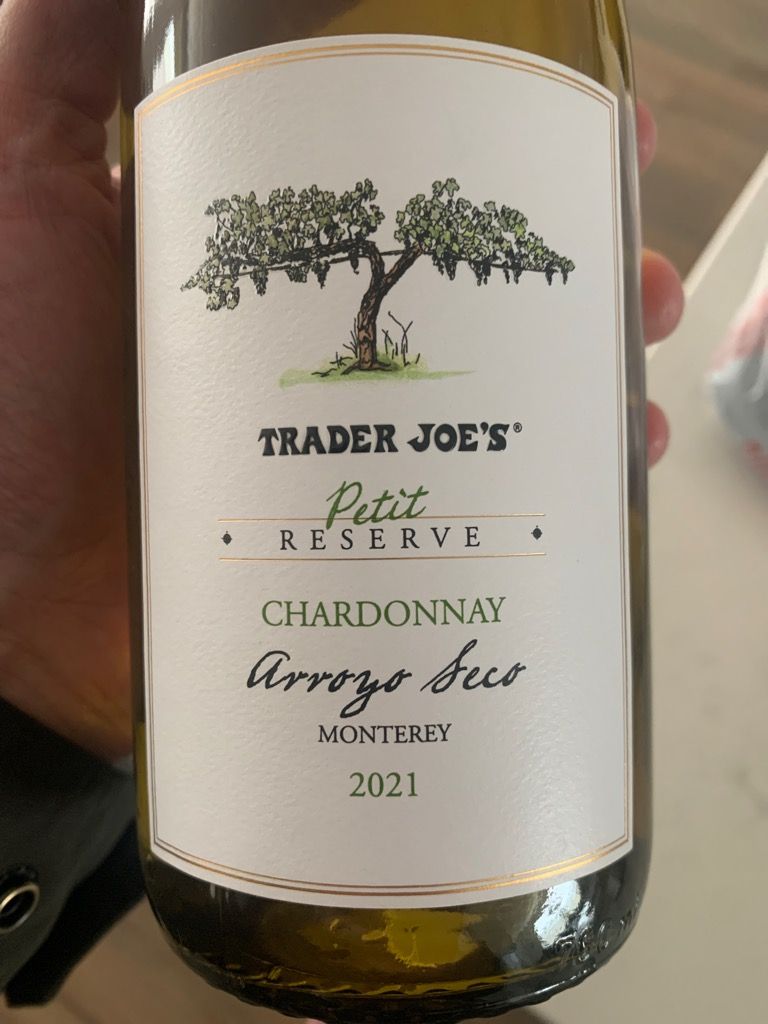 TRADER JOE'S®
Petit
RESERVE
CHARDONNAY
Arroyo Seco
MONTEREY
2021